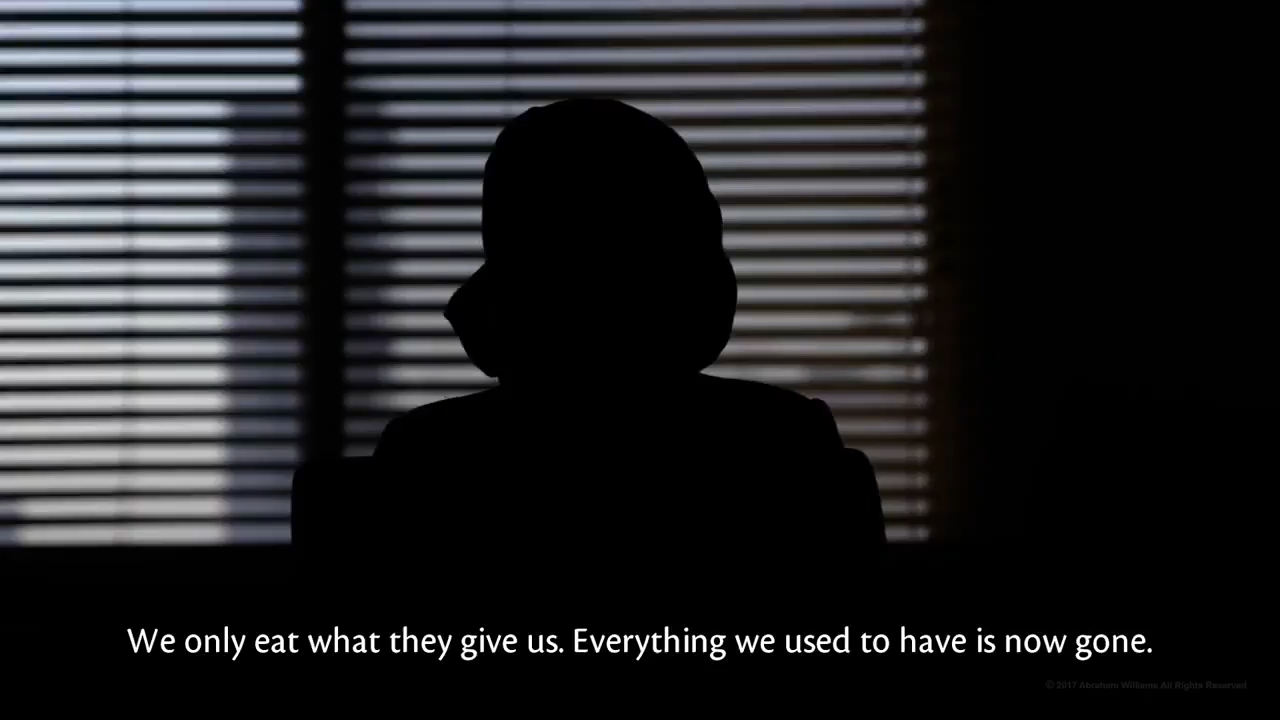 We only eat what they give us. Everything we used to have is now gone.
© 2017 Abraham Williams All Rights Reserved